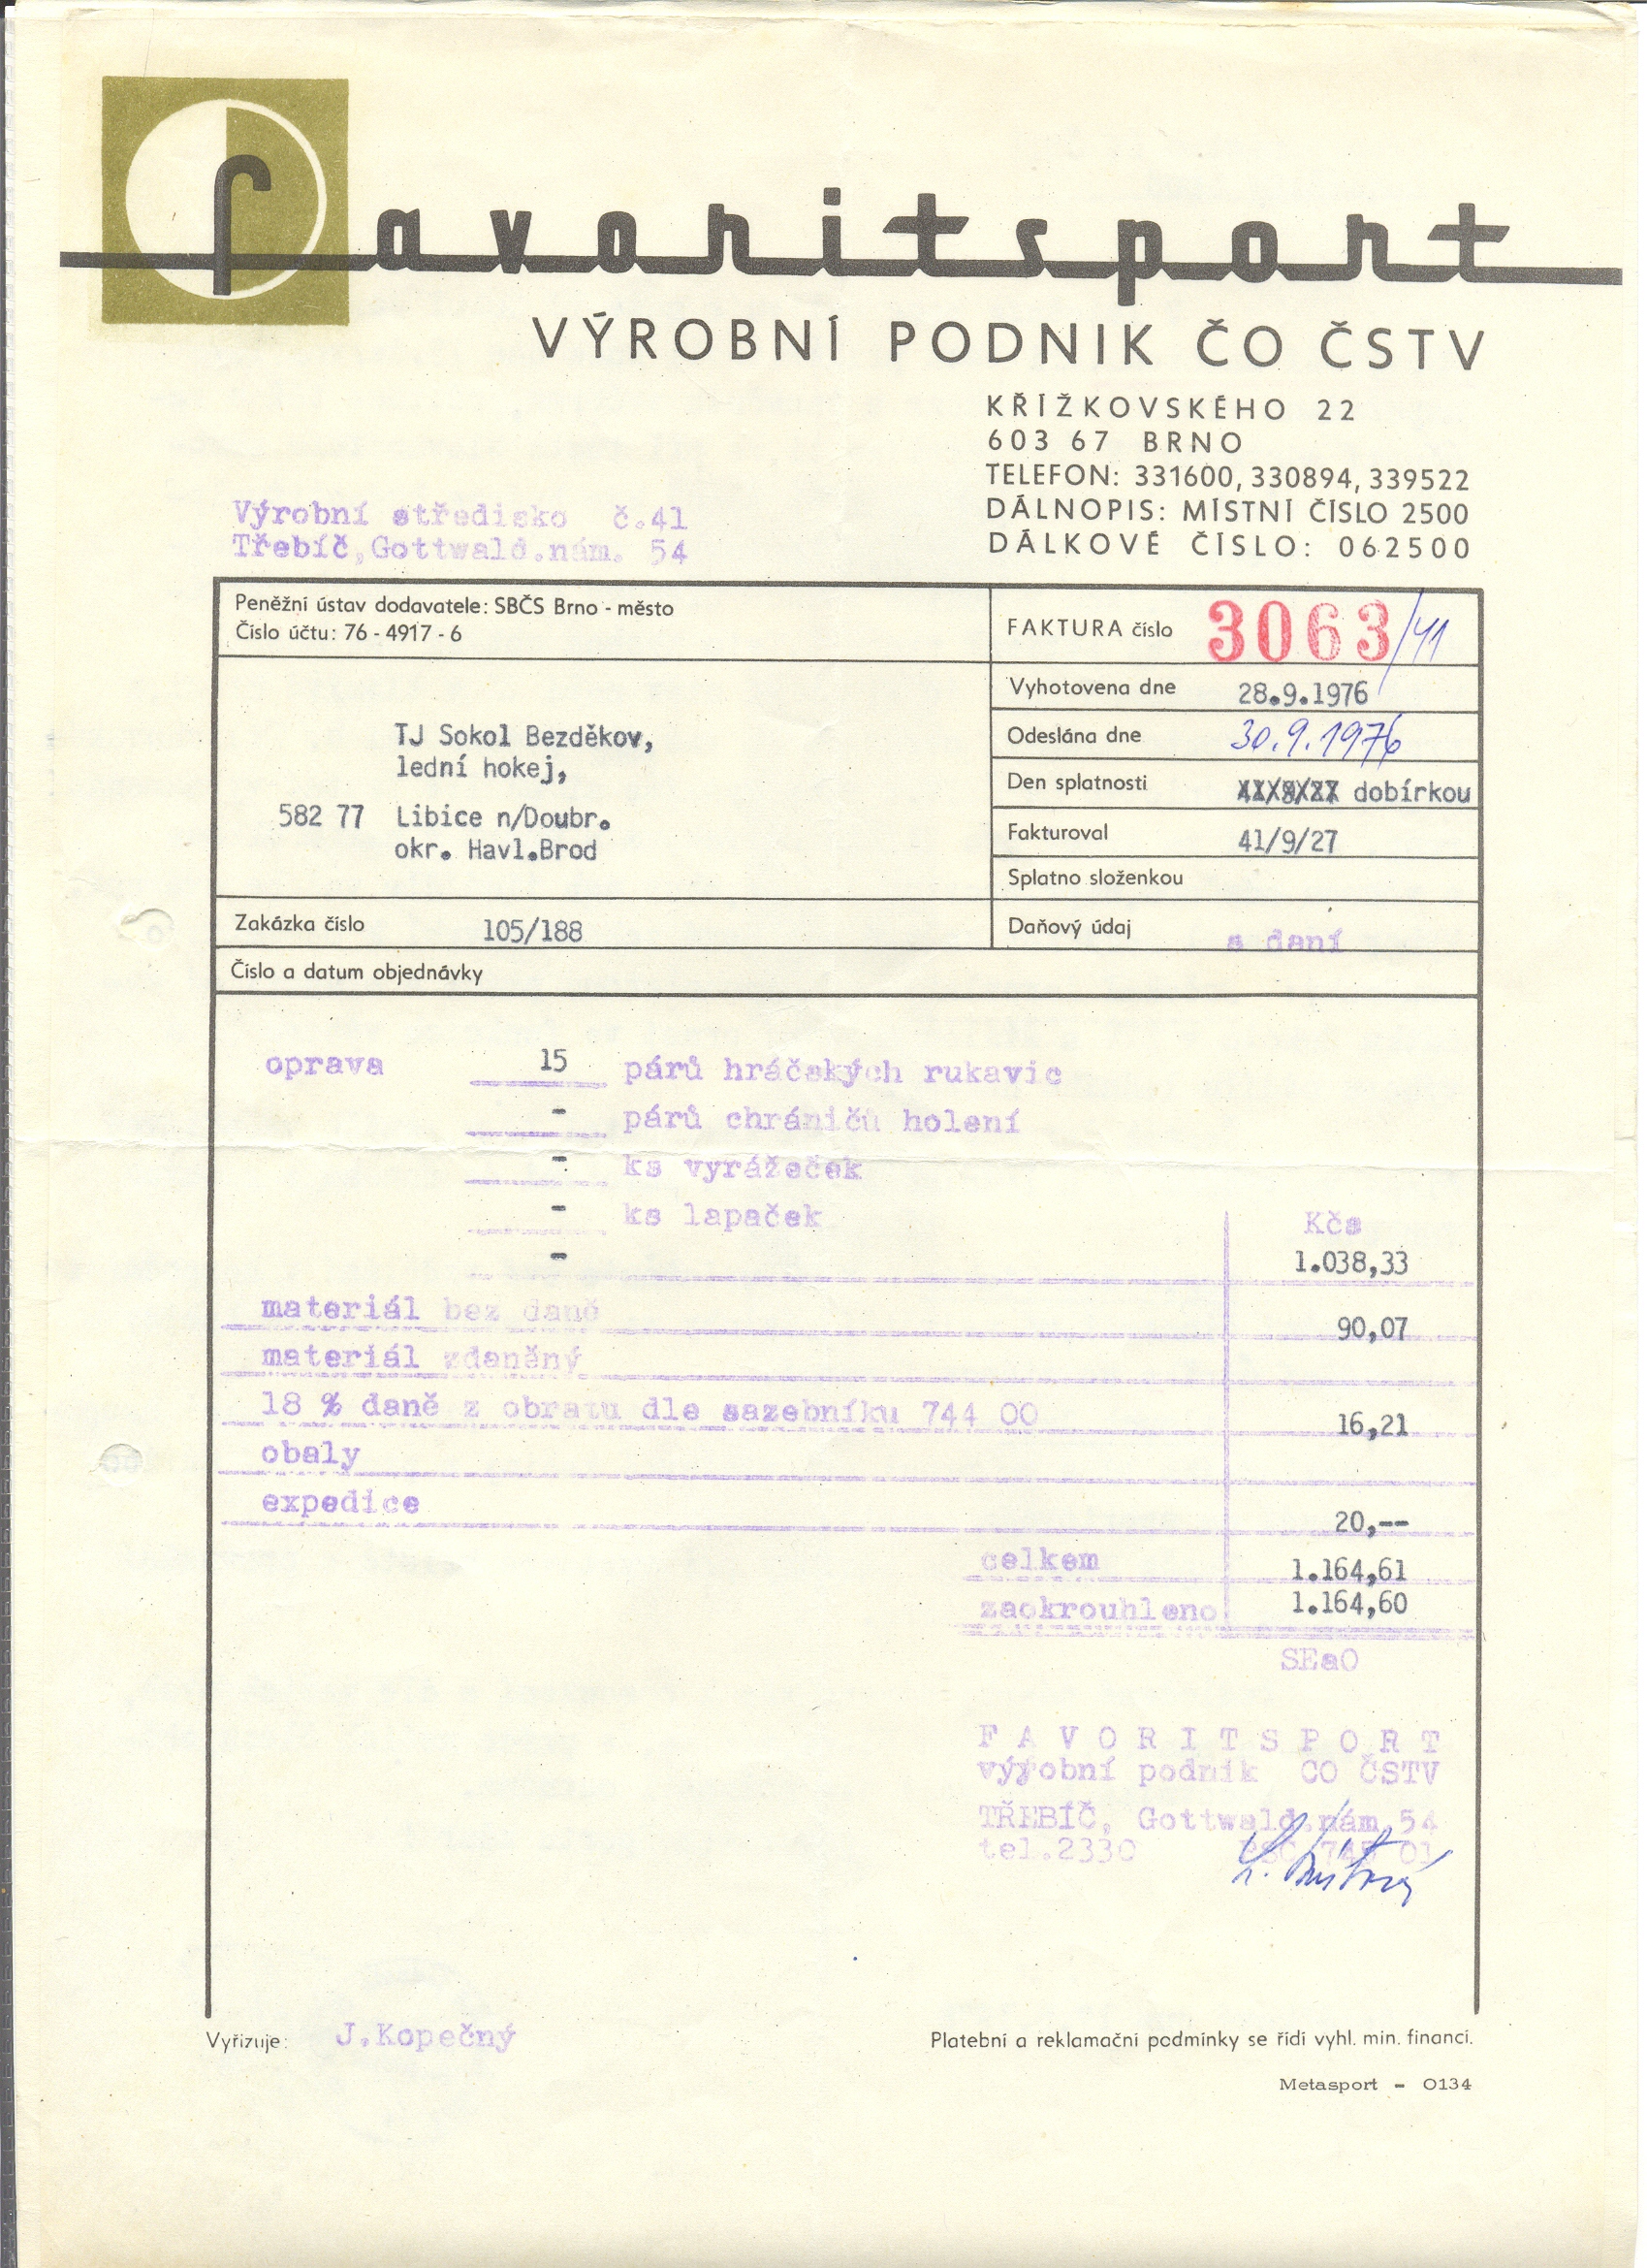 favoritsport
VÝROBNÍ PODNIK ČO ČSTV
KŘÍŽKOVSKÉHO 22
603 67 BRNO
TELEFON: 331600, 330894, 339522
DÁLNOPIS: MÍSTNÍ ČÍSLO 2500
DÁLKOVÉ ČÍSLO: 062500
Výrobní středisko č.41
Třebíč,Gottwald.nám. 54
Peněžní ústav dodavatele: SBČS Brno - město
Číslo účtu: 76 - 4917 - 6
FAKTURA číslo 3063/41
Vyhotovena dne 28.9.1976
Odeslána dne 30.9.1976
Den splatnosti dobírkou
Fakturoval 41/9/27
Splatno složenkou
TJ Sokol Bezděkov,
lední hokej,
582 77 Libice n/Doubr.
okr. Havl.Brod
Zakázka číslo 105/188
Daňový údaj s daní
Číslo a datum objednávky
oprava 15 párů hráčských rukavic
- párů chráničů holení
- ks vyrážeček
- ks lapaček
Kčs
- 1.038,33
materiál bez daně 90,07
materiál zdaněný
18 % daně z obratu dle sazebníku 744 00 16,21
obaly
expedice 20,--
celkem 1.164,61
zaokrouhleno 1.164,60
SEaO
FAVORITSPORT
výrobní podnik CO ČSTV
TŘEBÍČ, Gottwald.nám.54
tel.2330 PSČ 01
Vyřizuje: J.Kopečný
Platební a reklamační podmínky se řídí vyhl. min. financí.
Metasport - 0134